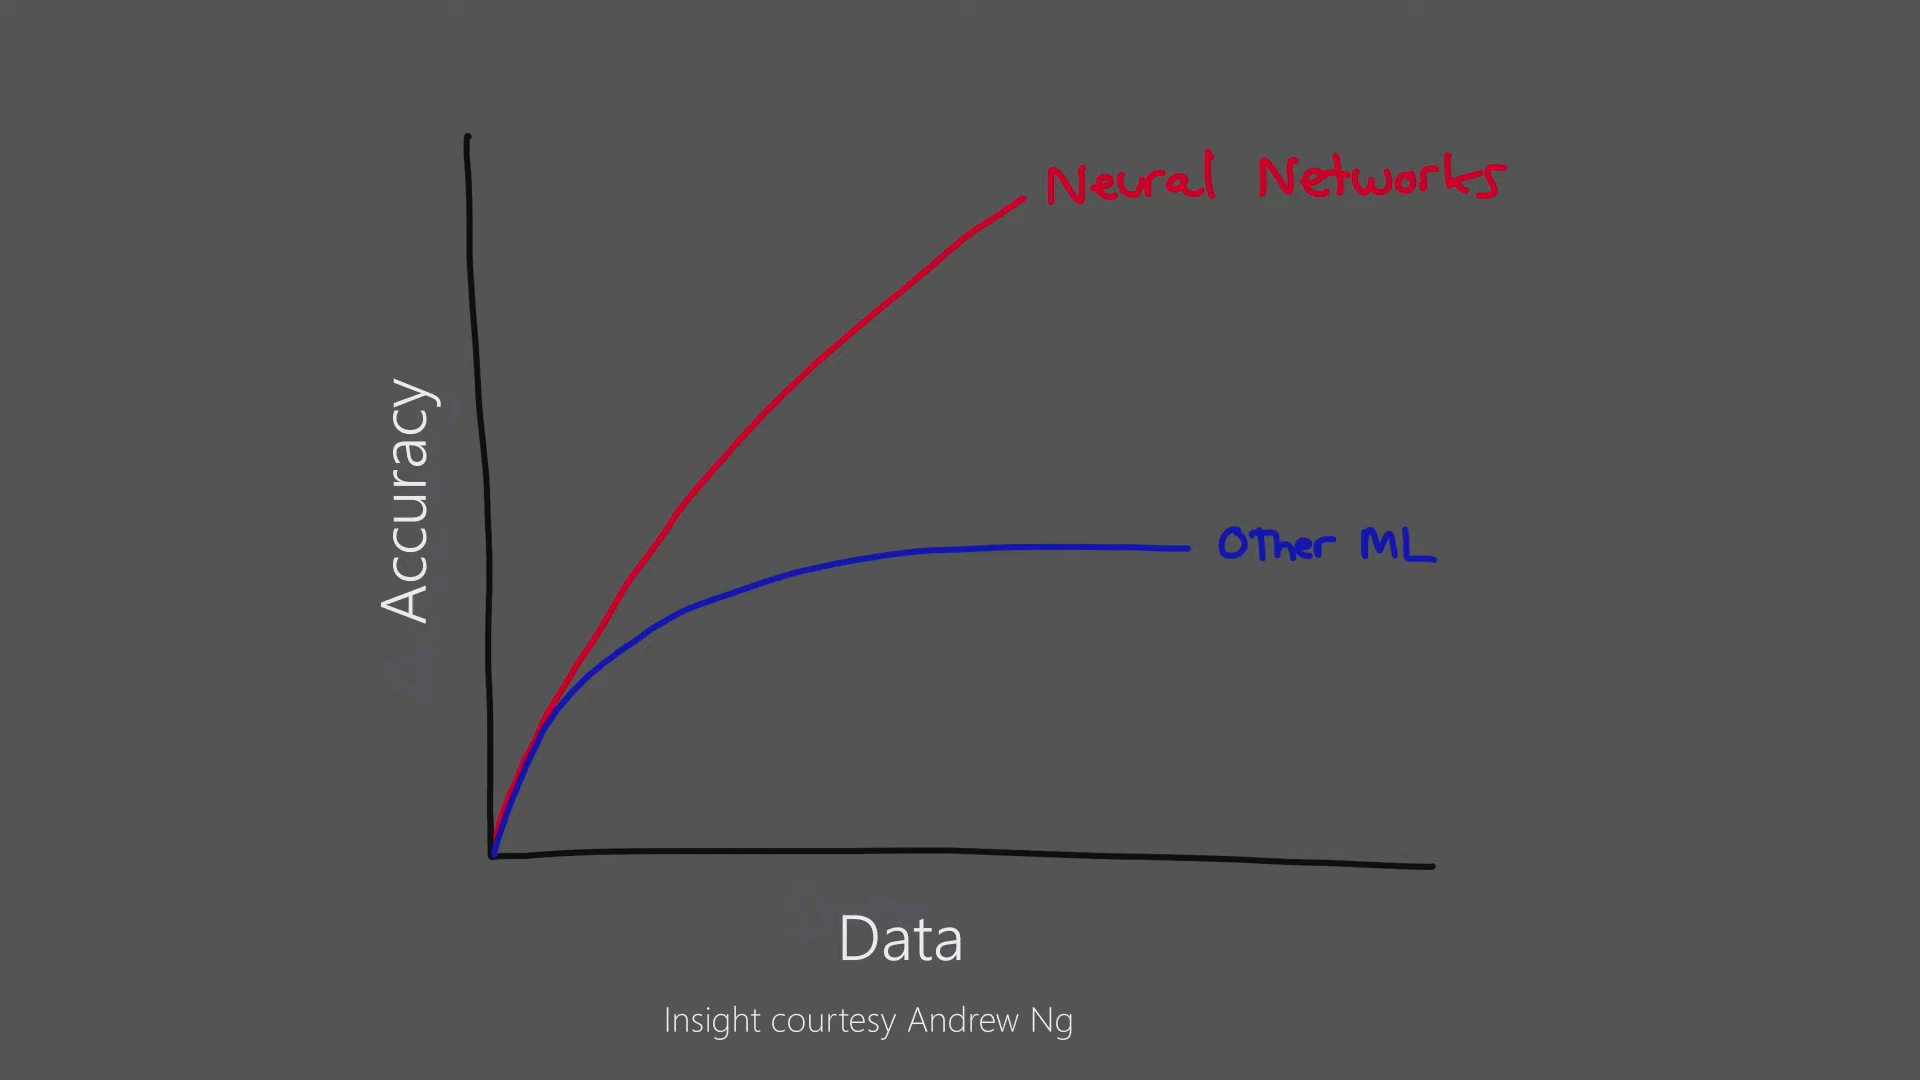 Neural Networks
Accuracy
Other ML
Data
Insight courtesy Andrew Ng